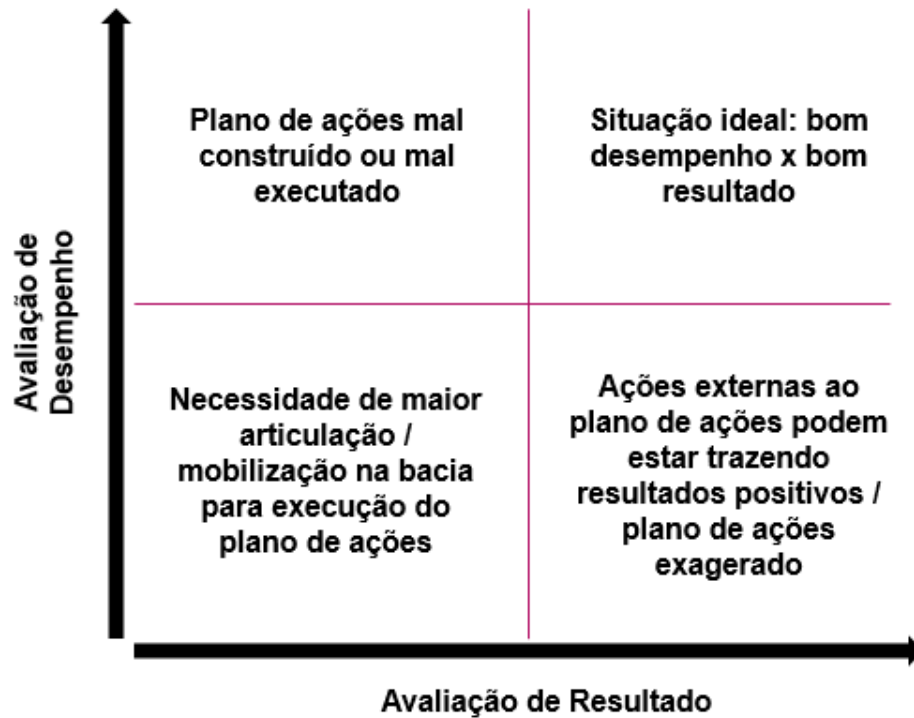 Plano de ações mal
construído ou mal
executado
Situação ideal: bom
desempenho x bom
resultado
Avaliação de
Desempenho
Necessidade de maior
articulação /
mobilização na bacia
para execução do
plano de ações
Ações externas ao
plano de ações podem
estar trazendo
resultados positivos /
plano de ações
exagerado
Avaliação de Resultado